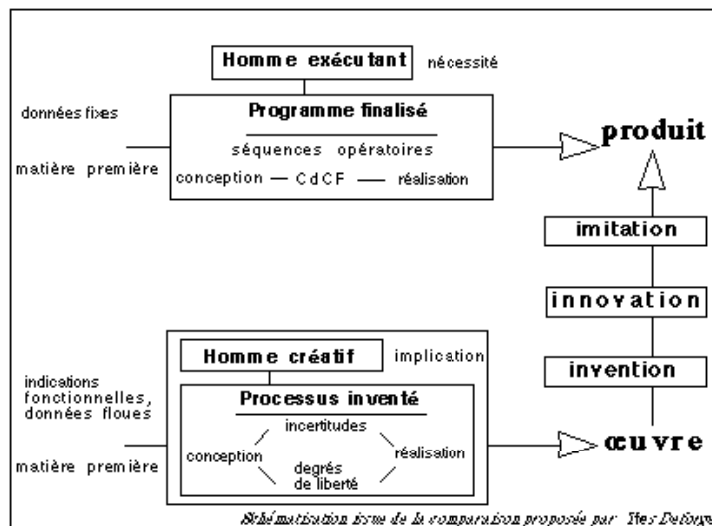 Homme exécutant
nécessité
données fixes
Programme finalisé
séquences opératoires
matière première
conception — CdCF — réalisation
produit
imitation
innovation
invention
Homme créatif
implication
indications
fonctionnelles,
données floues
Processus inventé
incertitudes
conception
réalisation
degrés
de liberté
matière première
œuvre
Schématisation issue de la comparaison proposée par Yves Deforge